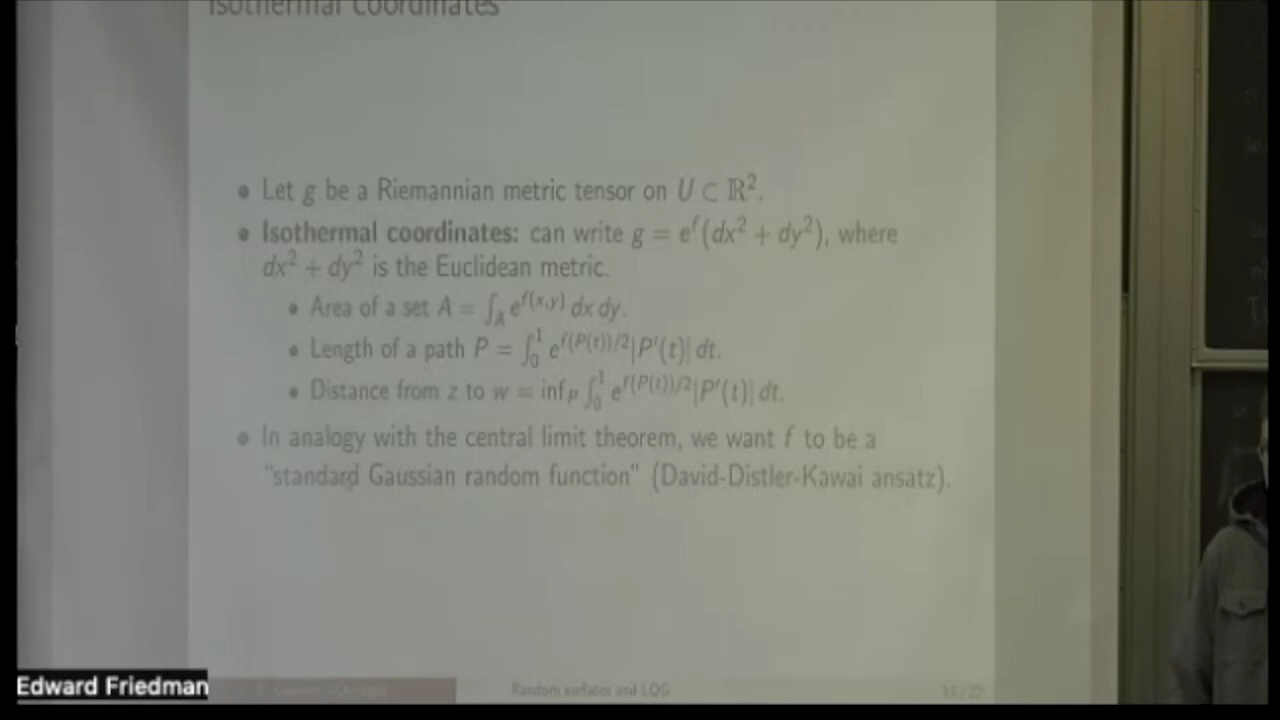 Isothermal Coordinates
• Let g be a Riemannian metric tensor on U ⊂ ℝ².
• Isothermal coordinates: can write g = e^f(dx² + dy²), where
dx² + dy² is the Euclidean metric.
• Area of a set A = ∫_A e^{f(x,y)} dx dy.
• Length of a path P = ∫_0^1 e^{f(P(t))/2}|P′(t)| dt.
• Distance from z to w = inf_P ∫_0^1 e^{f(P(t))/2}|P′(t)| dt.
• In analogy with the central limit theorem, we want f to be a
"standard Gaussian random function" (David-Distler-Kawai ansatz).
Edward Friedman
Random surfaces and LQG